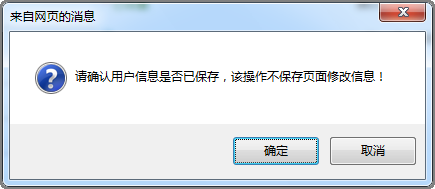 来自网页的消息
请确认用户信息是否已保存，该操作不保存页面修改信息！
确定
取消